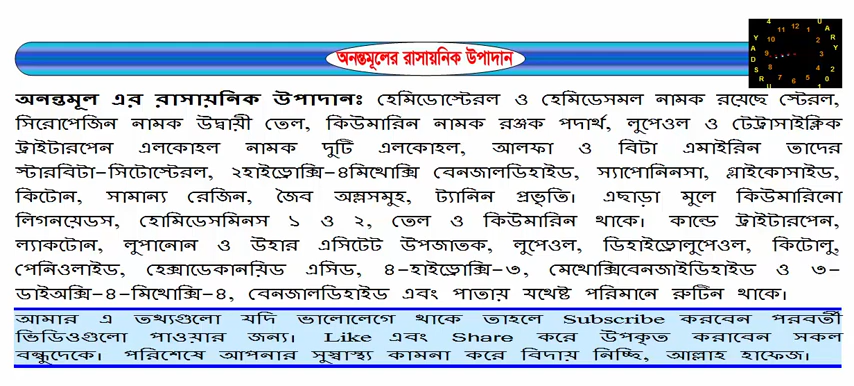 অনন্তমূলের রাসায়নিক উপাদান
অনন্তমূল এর রাসায়নিক উপাদানঃ হেমিডোস্টেরল ও হেমিডেসমল নামক রয়েছে স্টেরল,
সিরোপেজিন নামক উদ্বায়ী তেল, কিউমারিন নামক রঞ্জক পদার্থ, লুপেওল ও টেট্রাসাইক্লিক
ট্রাইটারপেন এলকোহল নামক দুটি এলকোহল, আলফা ও বিটা এমাইরিন তাদের
স্টারবিটা-সিটোস্টেরল, ২হাইড্রোক্সি-৪মিথোক্সি বেনজালডিহাইড, স্যাপোনিনসা, গ্লাইকোসাইড,
কিটোন, সামান্য রেজিন, জৈব অম্লসমুহ, ট্যানিন প্রভৃতি। এছাড়া মূলে কিউমারিনো
লিগনয়েডস, হোমিডেসমিনস ১ ও ২, তেল ও কিউমারিন থাকে। কান্ডে ট্রাইটারপেন,
ল্যাকটোন, লুপানোন ও উহার এসিটেট উপজাতক, লুপেওল, ডিহাইড্রোলুপেওল, কিটোলু,
পেনিওলাইড, হেক্সাডেকানয়িড এসিড, ৪-হাইড্রোক্সি-৩, মেথোক্সিবেনজাইডিহাইড ও ৩-
ডাইঅক্সি-৪-মিথোক্সি-৪, বেনজালডিহাইড এবং পাতায় যথেষ্ট পরিমানে রুটিন থাকে।
আমার এ তথ্যগুলো যদি ভালোলেগে থাকে তাহলে Subscribe করবেন পরবর্তী
ভিডিওগুলো পাওয়ার জন্য। Like এবং Share করে উপকৃত করাবেন সকল
বন্ধুদেকে। পরিশেষে আপনার সুস্বাস্থ্য কামনা করে বিদায় নিচ্ছি, আল্লাহ হাফেজ।